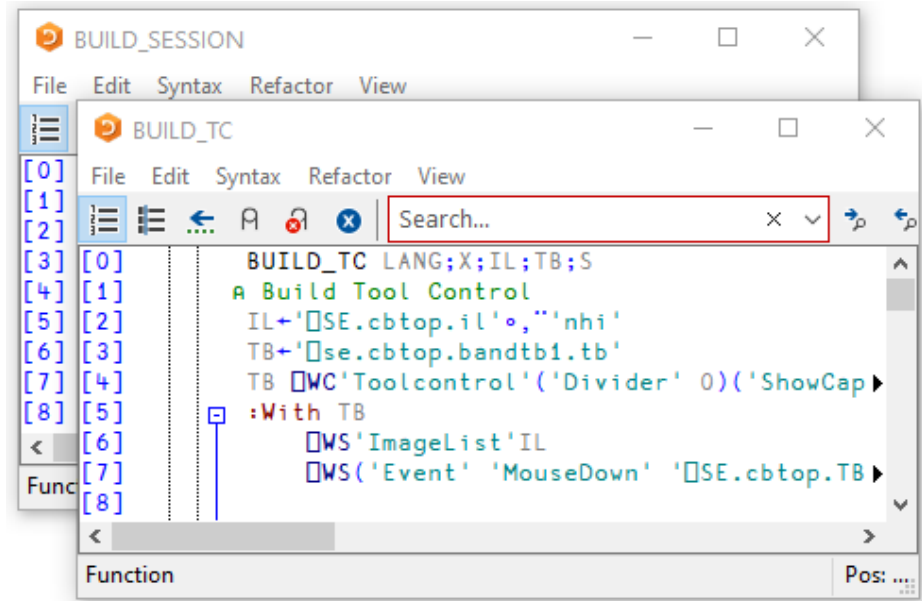 BUILD_SESSION
File Edit Syntax Refactor View
BUILD_TC
File Edit Syntax Refactor View
Search...
[0]
[1]
[2]
[3]
[4]
[5]
[6]
[7]
[8]
[0] BUILD_TC LANG;X;IL;TB;S
[1] ⍝ Build Tool Control
[2] IL←'⎕SE.cbtop.il'∘,¨'nhi'
[3] TB←'⎕se.cbtop.bandtb1.tb'
[4] TB ⎕WC'Toolcontrol'('Divider' 0)('ShowCap
[5] :With TB
[6] ⎕WS'ImageList'IL
[7] ⎕WS('Event' 'MouseDown' '⎕SE.cbtop.TB
[8]
Func
Function Pos: ...